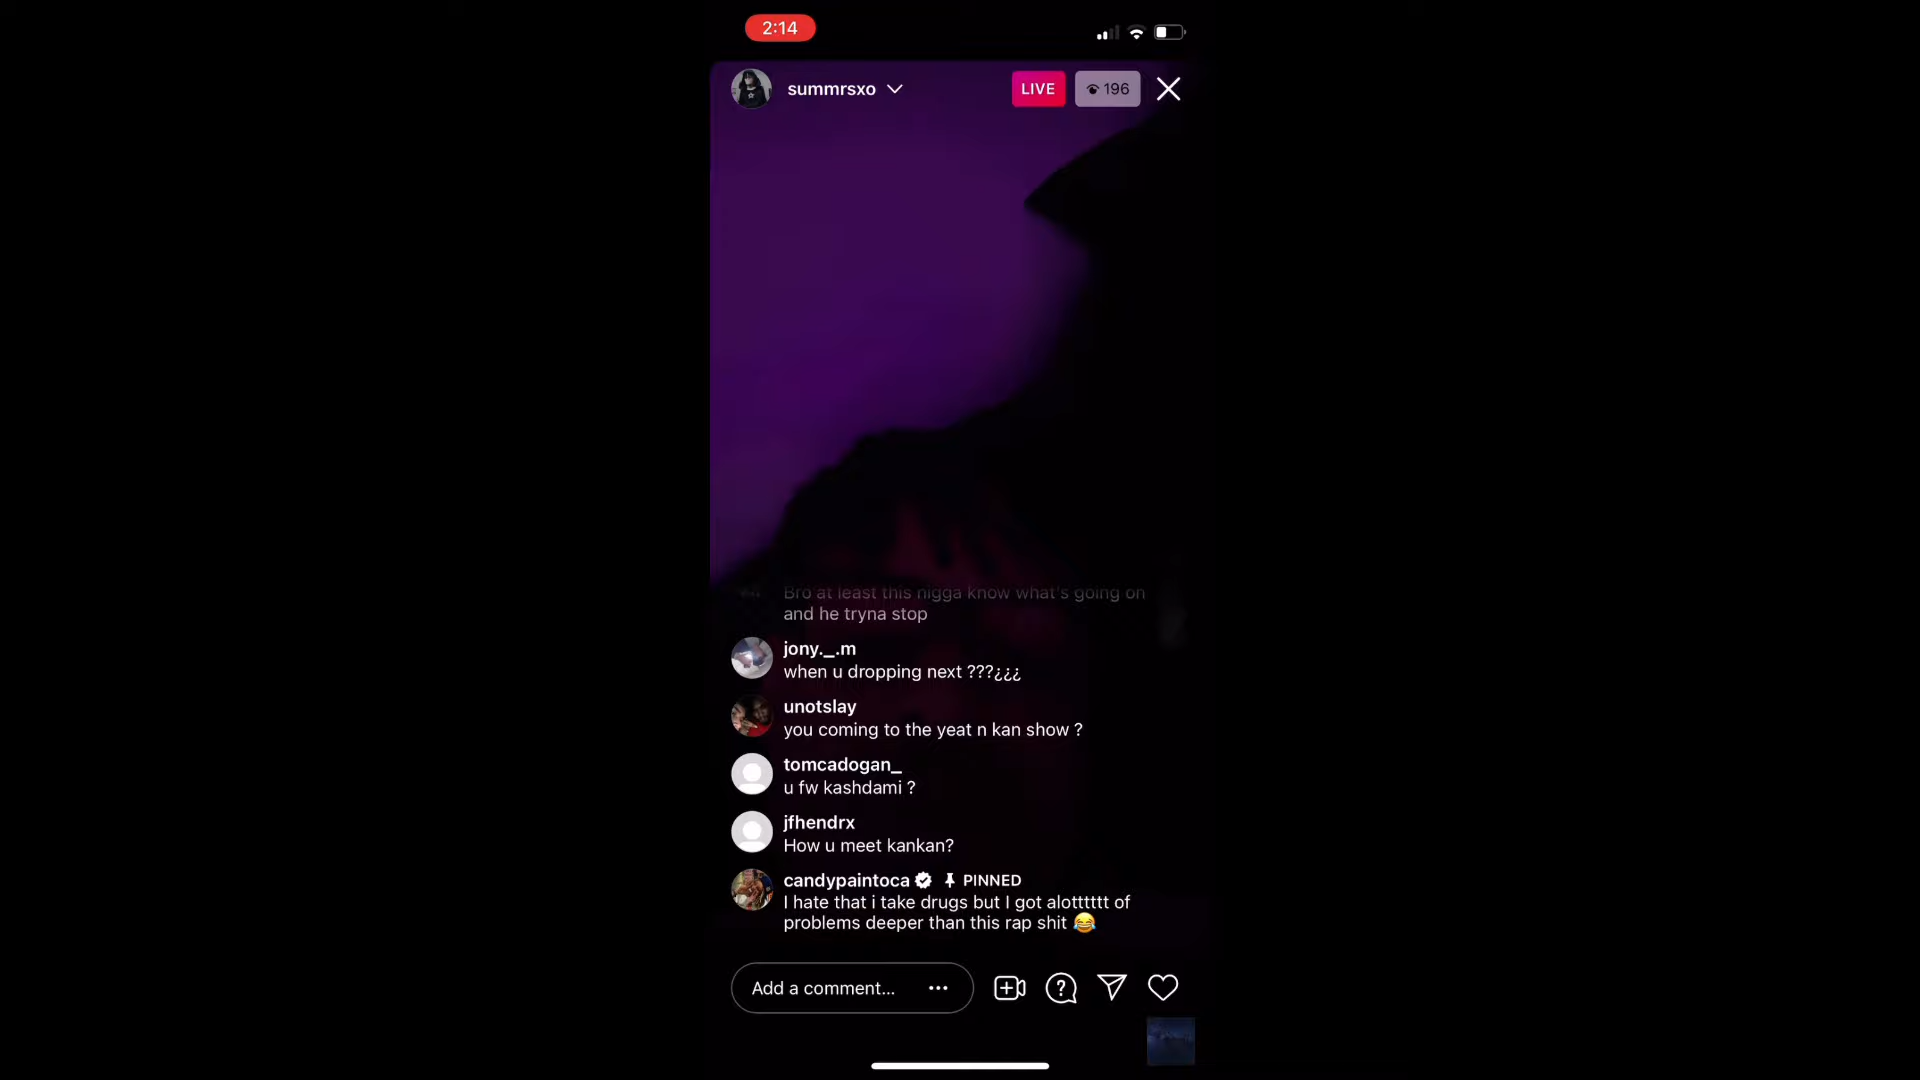 2:14
summrsxo
LIVE
196
Bro at least this nigga know what's going on
and he tryna stop
jony._.m
when u dropping next ???¿¿¿
unotslay
you coming to the yeat n kan show ?
tomcadogan_
u fw kashdami ?
jfhendrx
How u meet kankan?
candypaintoca PINNED
I hate that i take drugs but I got alotttttt of
problems deeper than this rap shit 😂
Add a comment...